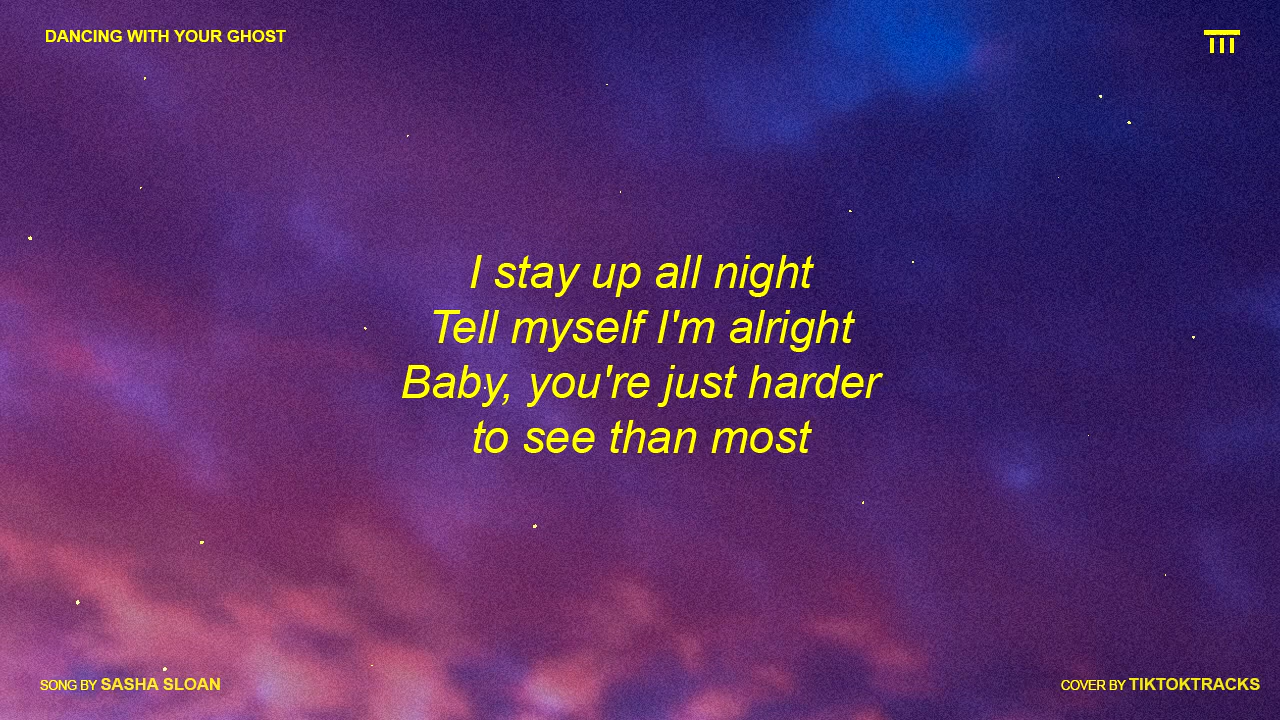 DANCING WITH YOUR GHOST
I stay up all night
Tell myself I'm alright
Baby, you're just harder
to see than most
SONG BY SASHA SLOAN
COVER BY TIKTOKTRACKS